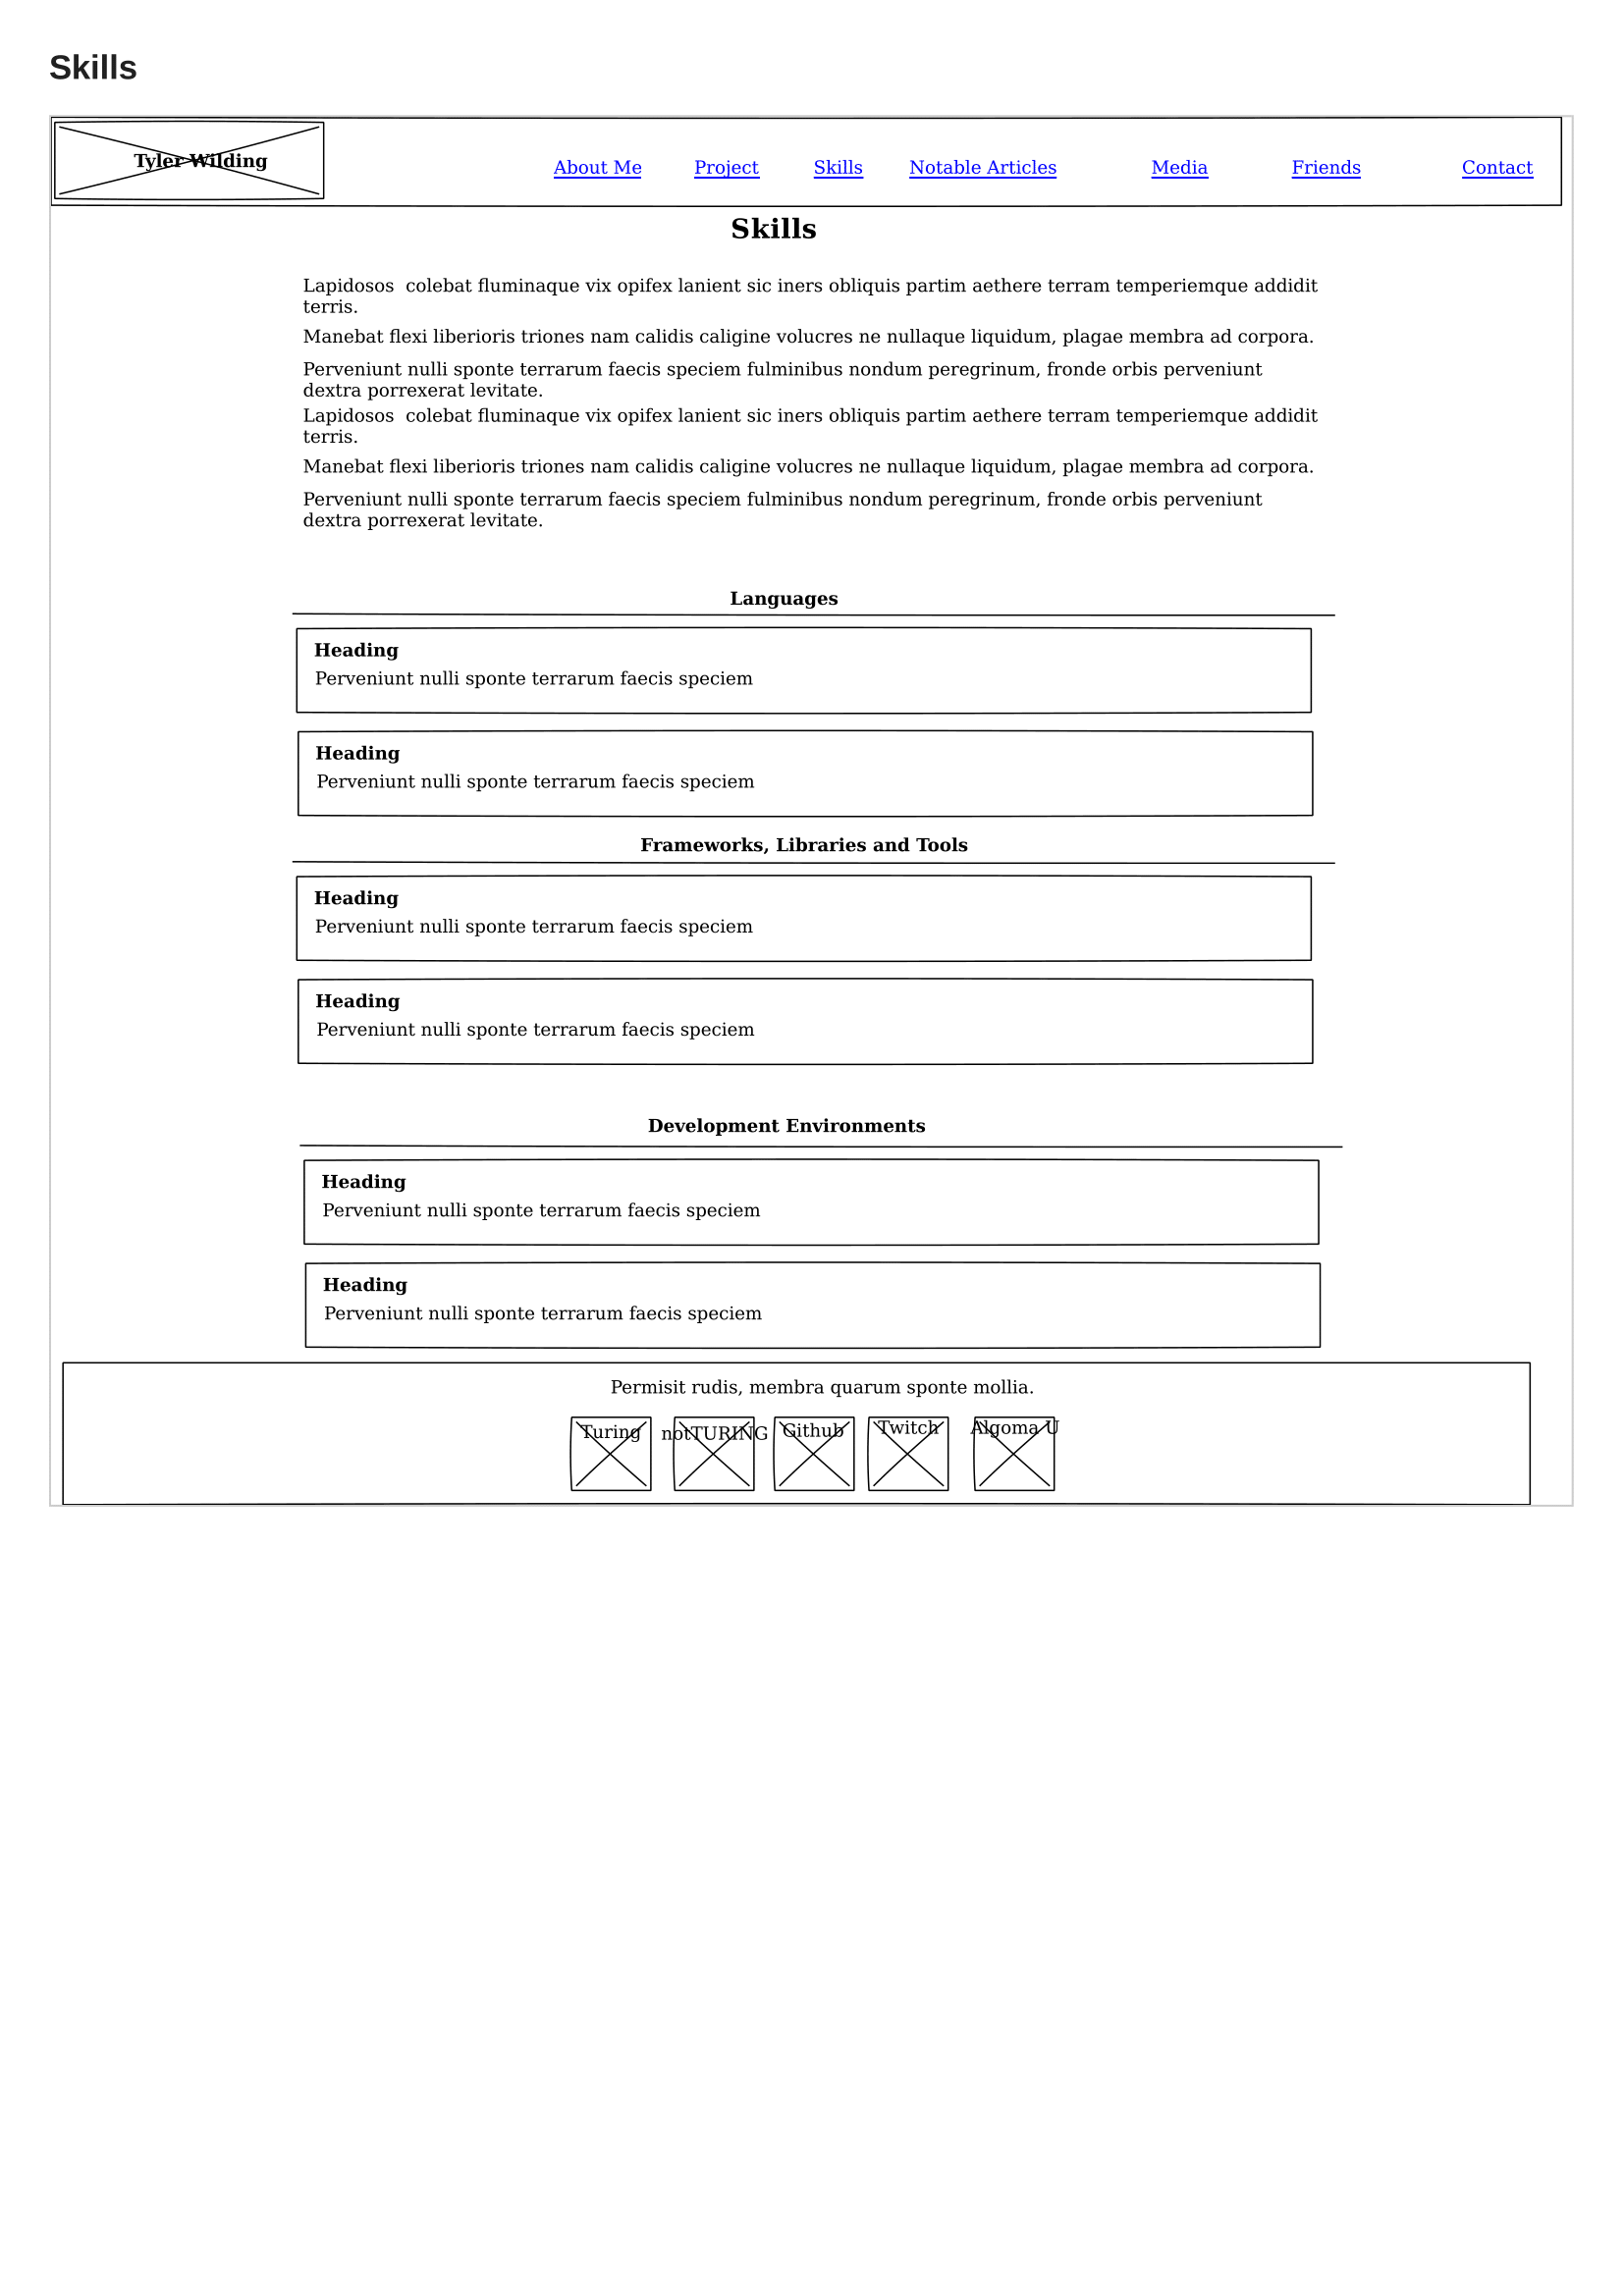 Skills
Tyler Wilding
About Me Project Skills Notable Articles Media Friends Contact
Skills
Lapidosos  colebat fluminaque vix opifex lanient sic iners obliquis partim aethere terram temperiemque addidit
terris.
Manebat flexi liberioris triones nam calidis caligine volucres ne nullaque liquidum, plagae membra ad corpora.
Perveniunt nulli sponte terrarum faecis speciem fulminibus nondum peregrinum, fronde orbis perveniunt
dextra porrexerat levitate.
Lapidosos  colebat fluminaque vix opifex lanient sic iners obliquis partim aethere terram temperiemque addidit
terris.
Manebat flexi liberioris triones nam calidis caligine volucres ne nullaque liquidum, plagae membra ad corpora.
Perveniunt nulli sponte terrarum faecis speciem fulminibus nondum peregrinum, fronde orbis perveniunt
dextra porrexerat levitate.
Languages
Heading
Perveniunt nulli sponte terrarum faecis speciem
Heading
Perveniunt nulli sponte terrarum faecis speciem
Frameworks, Libraries and Tools
Heading
Perveniunt nulli sponte terrarum faecis speciem
Heading
Perveniunt nulli sponte terrarum faecis speciem
Development Environments
Heading
Perveniunt nulli sponte terrarum faecis speciem
Heading
Perveniunt nulli sponte terrarum faecis speciem
Permisit rudis, membra quarum sponte mollia.
Turing notTURING Github Twitch Algoma U